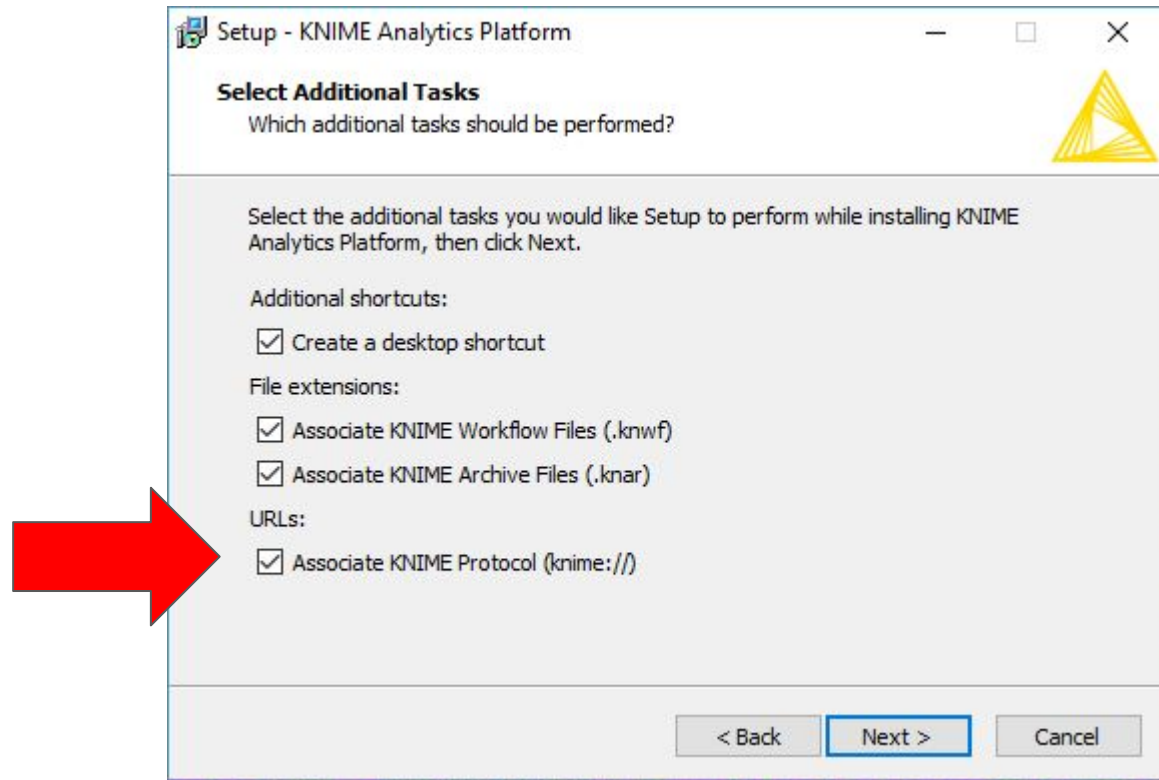 Setup - KNIME Analytics Platform
Select Additional Tasks
Which additional tasks should be performed?
Select the additional tasks you would like Setup to perform while installing KNIME
Analytics Platform, then click Next.
Additional shortcuts:
Create a desktop shortcut
File extensions:
Associate KNIME Workflow Files (.knwf)
Associate KNIME Archive Files (.knar)
URLs:
Associate KNIME Protocol (knime://)
< Back Next > Cancel